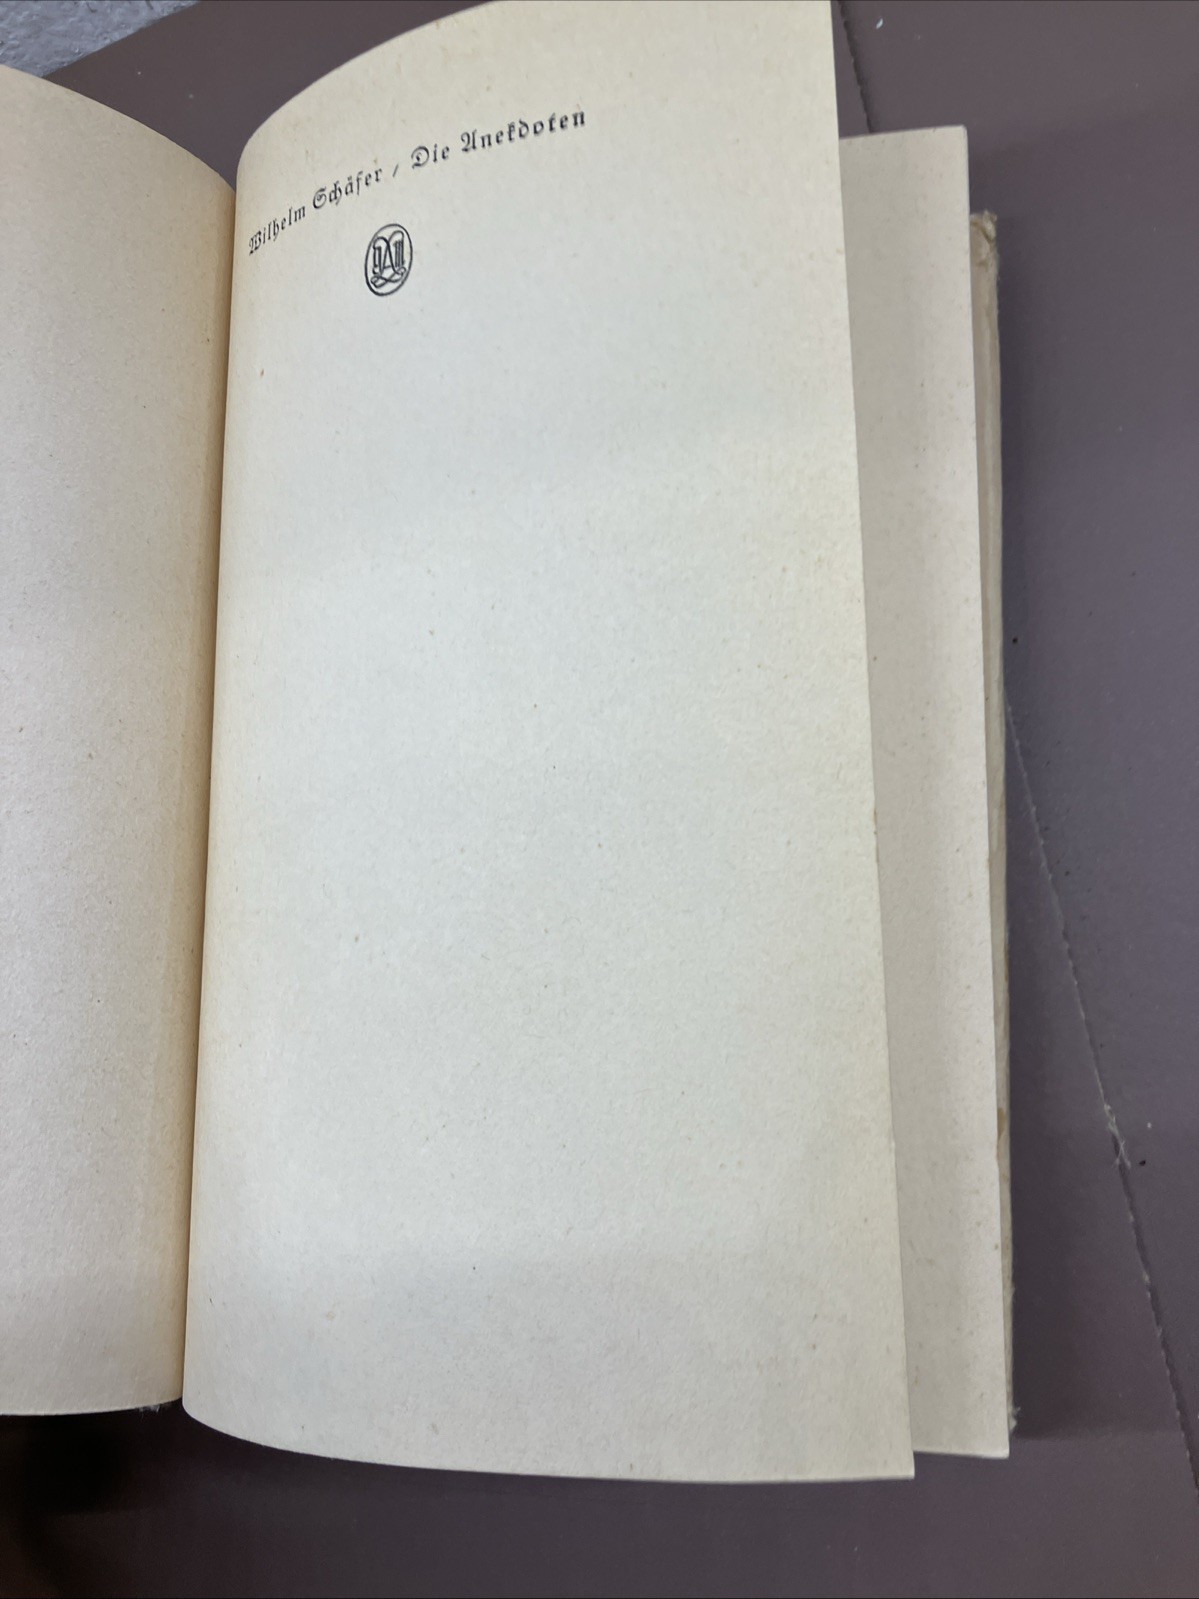 Wilhelm Schäfer / Die Anekdoten